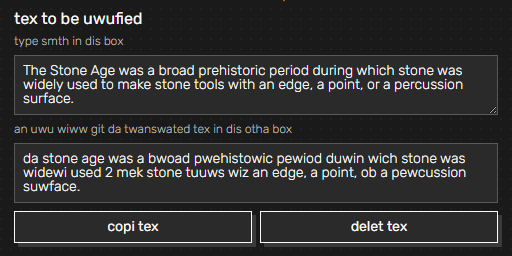 tex to be uwufied
type smth in dis box
The Stone Age was a broad prehistoric period during which stone was
widely used to make stone tools with an edge, a point, or a percussion
surface.
an uwu wiww git da twanswated tex in dis otha box
da stone age was a bwoad pwehistowic pewiod duwin wich stone was
widewi used 2 mek stone tuuws wiz an edge, a point, ob a pewcussion
suwface.
copi tex
delet tex